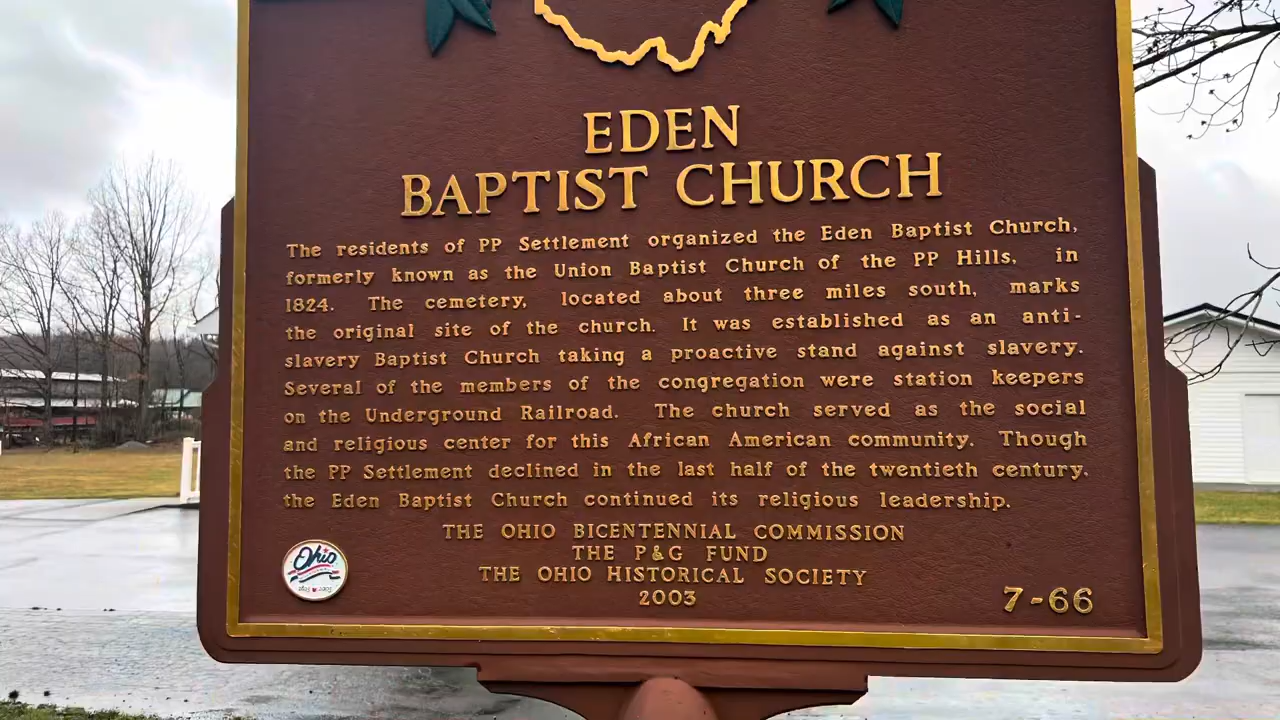 EDEN
BAPTIST CHURCH
The residents of PP Settlement organized the Eden Baptist Church,
formerly known as the Union Baptist Church of the PP Hills, in
1824. The cemetery, located about three miles south, marks
the original site of the church. It was established as an anti-
slavery Baptist Church taking a proactive stand against slavery.
Several of the members of the congregation were station keepers
on the Underground Railroad. The church served as the social
and religious center for this African American community. Though
the PP Settlement declined in the last half of the twentieth century,
the Eden Baptist Church continued its religious leadership.
THE OHIO BICENTENNIAL COMMISSION
THE P&G FUND
THE OHIO HISTORICAL SOCIETY
2003
7-66
Ohio
1803 2003